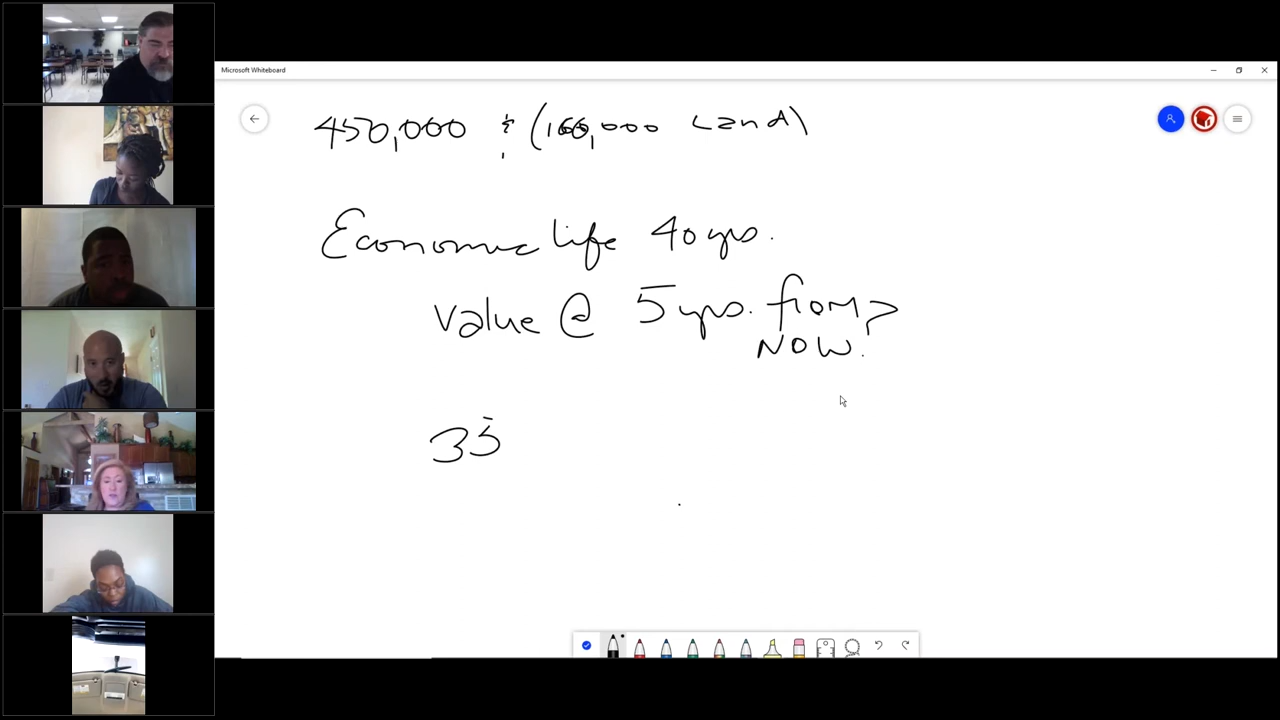 Microsoft Whiteboard
450,000 & (160,000 Land)
Economic life 40 yrs.
Value @ 5 yrs. from ?
NOW.
35